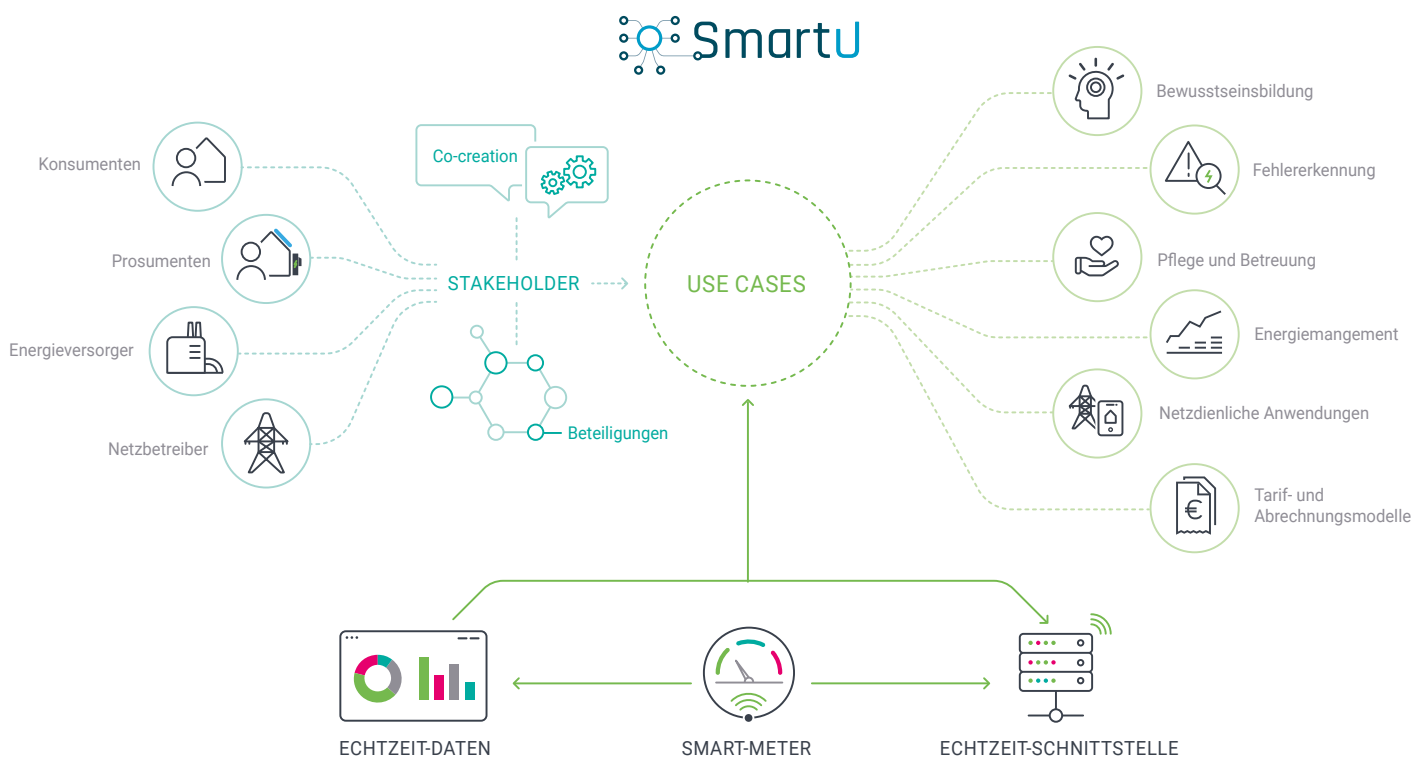 SmartU
Konsumenten
Prosumenten
Energieversorger
Netzbetreiber
Co-creation
STAKEHOLDER
Beteiligungen
USE CASES
Bewusstseinsbildung
Fehlererkennung
Pflege und Betreuung
Energiemangement
Netzdienliche Anwendungen
Tarif- und
Abrechnungsmodelle
€
ECHTZEIT-DATEN
SMART-METER
ECHTZEIT-SCHNITTSTELLE